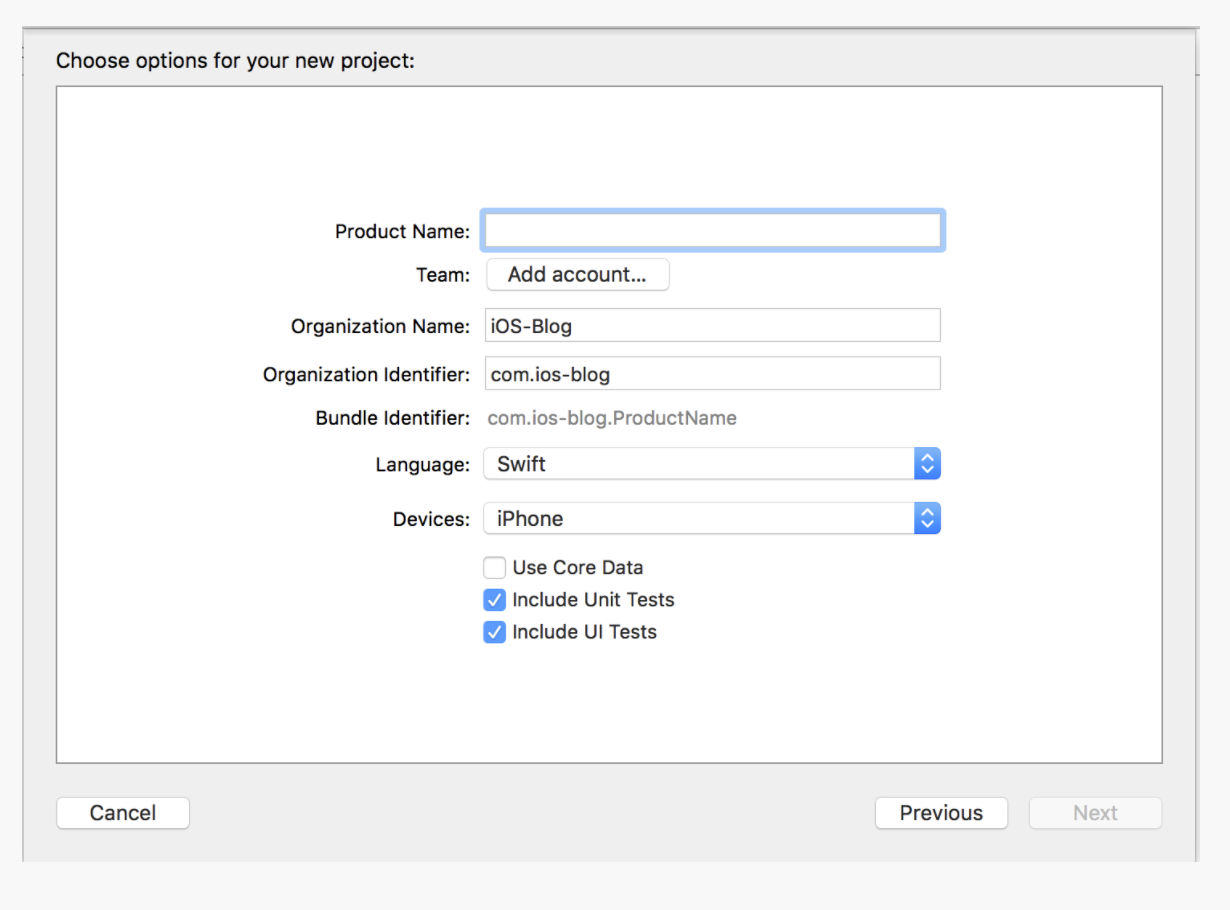 Choose options for your new project:
Product Name:
Team: Add account...
Organization Name: iOS-Blog
Organization Identifier: com.ios-blog
Bundle Identifier: com.ios-blog.ProductName
Language: Swift
Devices: iPhone
Use Core Data
Include Unit Tests
Include UI Tests
Cancel Previous Next